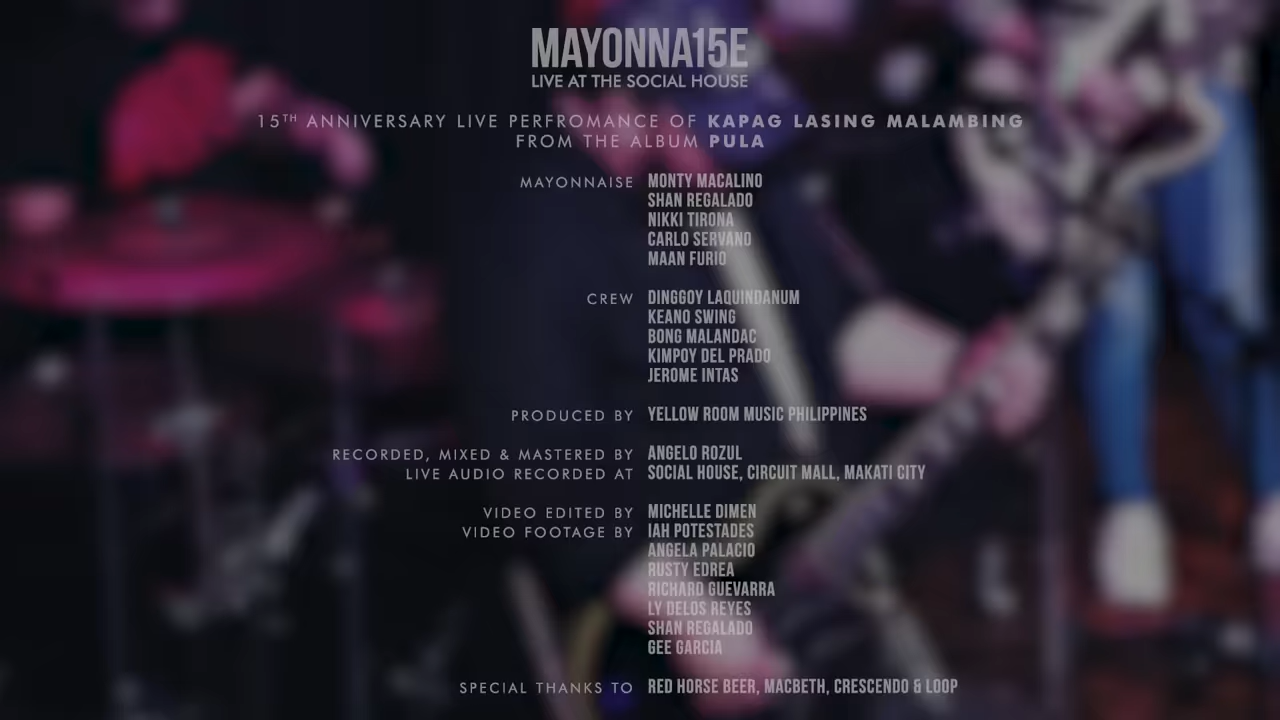 MAYONNA15E
LIVE AT THE SOCIAL HOUSE
15TH ANNIVERSARY LIVE PERFROMANCE OF KAPAG LASING MALAMBING
FROM THE ALBUM PULA
MAYONNAISE MONTY MACALINO
SHAN REGALADO
NIKKI TIRONA
CARLO SERVANO
MAAN FURIO
CREW DINGGOY LAQUINDANUM
KEANO SWING
BONG MALANDAC
KIMPOY DEL PRADO
JEROME INTAS
PRODUCED BY YELLOW ROOM MUSIC PHILIPPINES
RECORDED, MIXED & MASTERED BY ANGELO ROZUL
LIVE AUDIO RECORDED AT SOCIAL HOUSE, CIRCUIT MALL, MAKATI CITY
VIDEO EDITED BY MICHELLE DIMEN
VIDEO FOOTAGE BY IAH POTESTADES
ANGELA PALACIO
RUSTY EDREA
RICHARD GUEVARRA
LY DELOS REYES
SHAN REGALADO
GEE GARCIA
SPECIAL THANKS TO RED HORSE BEER, MACBETH, CRESCENDO & LOOP